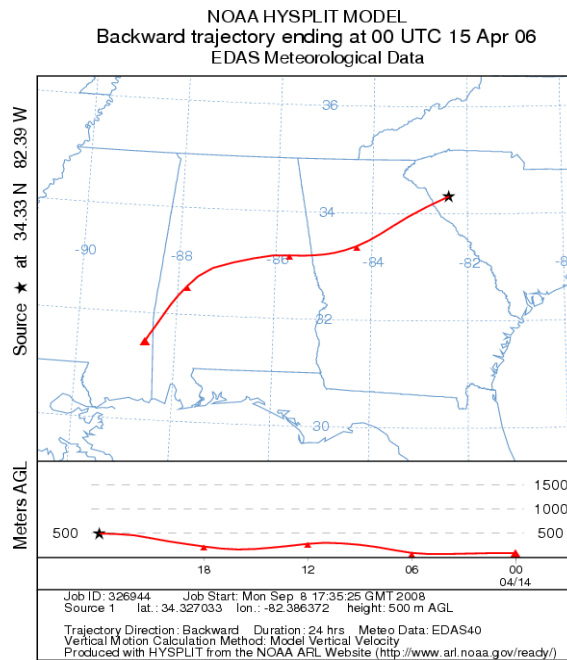 NOAA HYSPLIT MODEL
Backward trajectory ending at 00 UTC 15 Apr 06
EDAS Meteorological Data
Source ★ at 34.33 N 82.39 W
36
34
-90
-88
-86
-84
-82
32
30
Meters AGL
500
1500
1000
500
18
12
06
00
04/14
Job ID: 326944 Job Start: Mon Sep 8 17:35:25 GMT 2008
Source 1 lat.: 34.327033 lon.: -82.386372 height: 500 m AGL
Trajectory Direction: Backward Duration: 24 hrs Meteo Data: EDAS40
Vertical Motion Calculation Method: Model Vertical Velocity
Produced with HYSPLIT from the NOAA ARL Website (http://www.arl.noaa.gov/ready/)